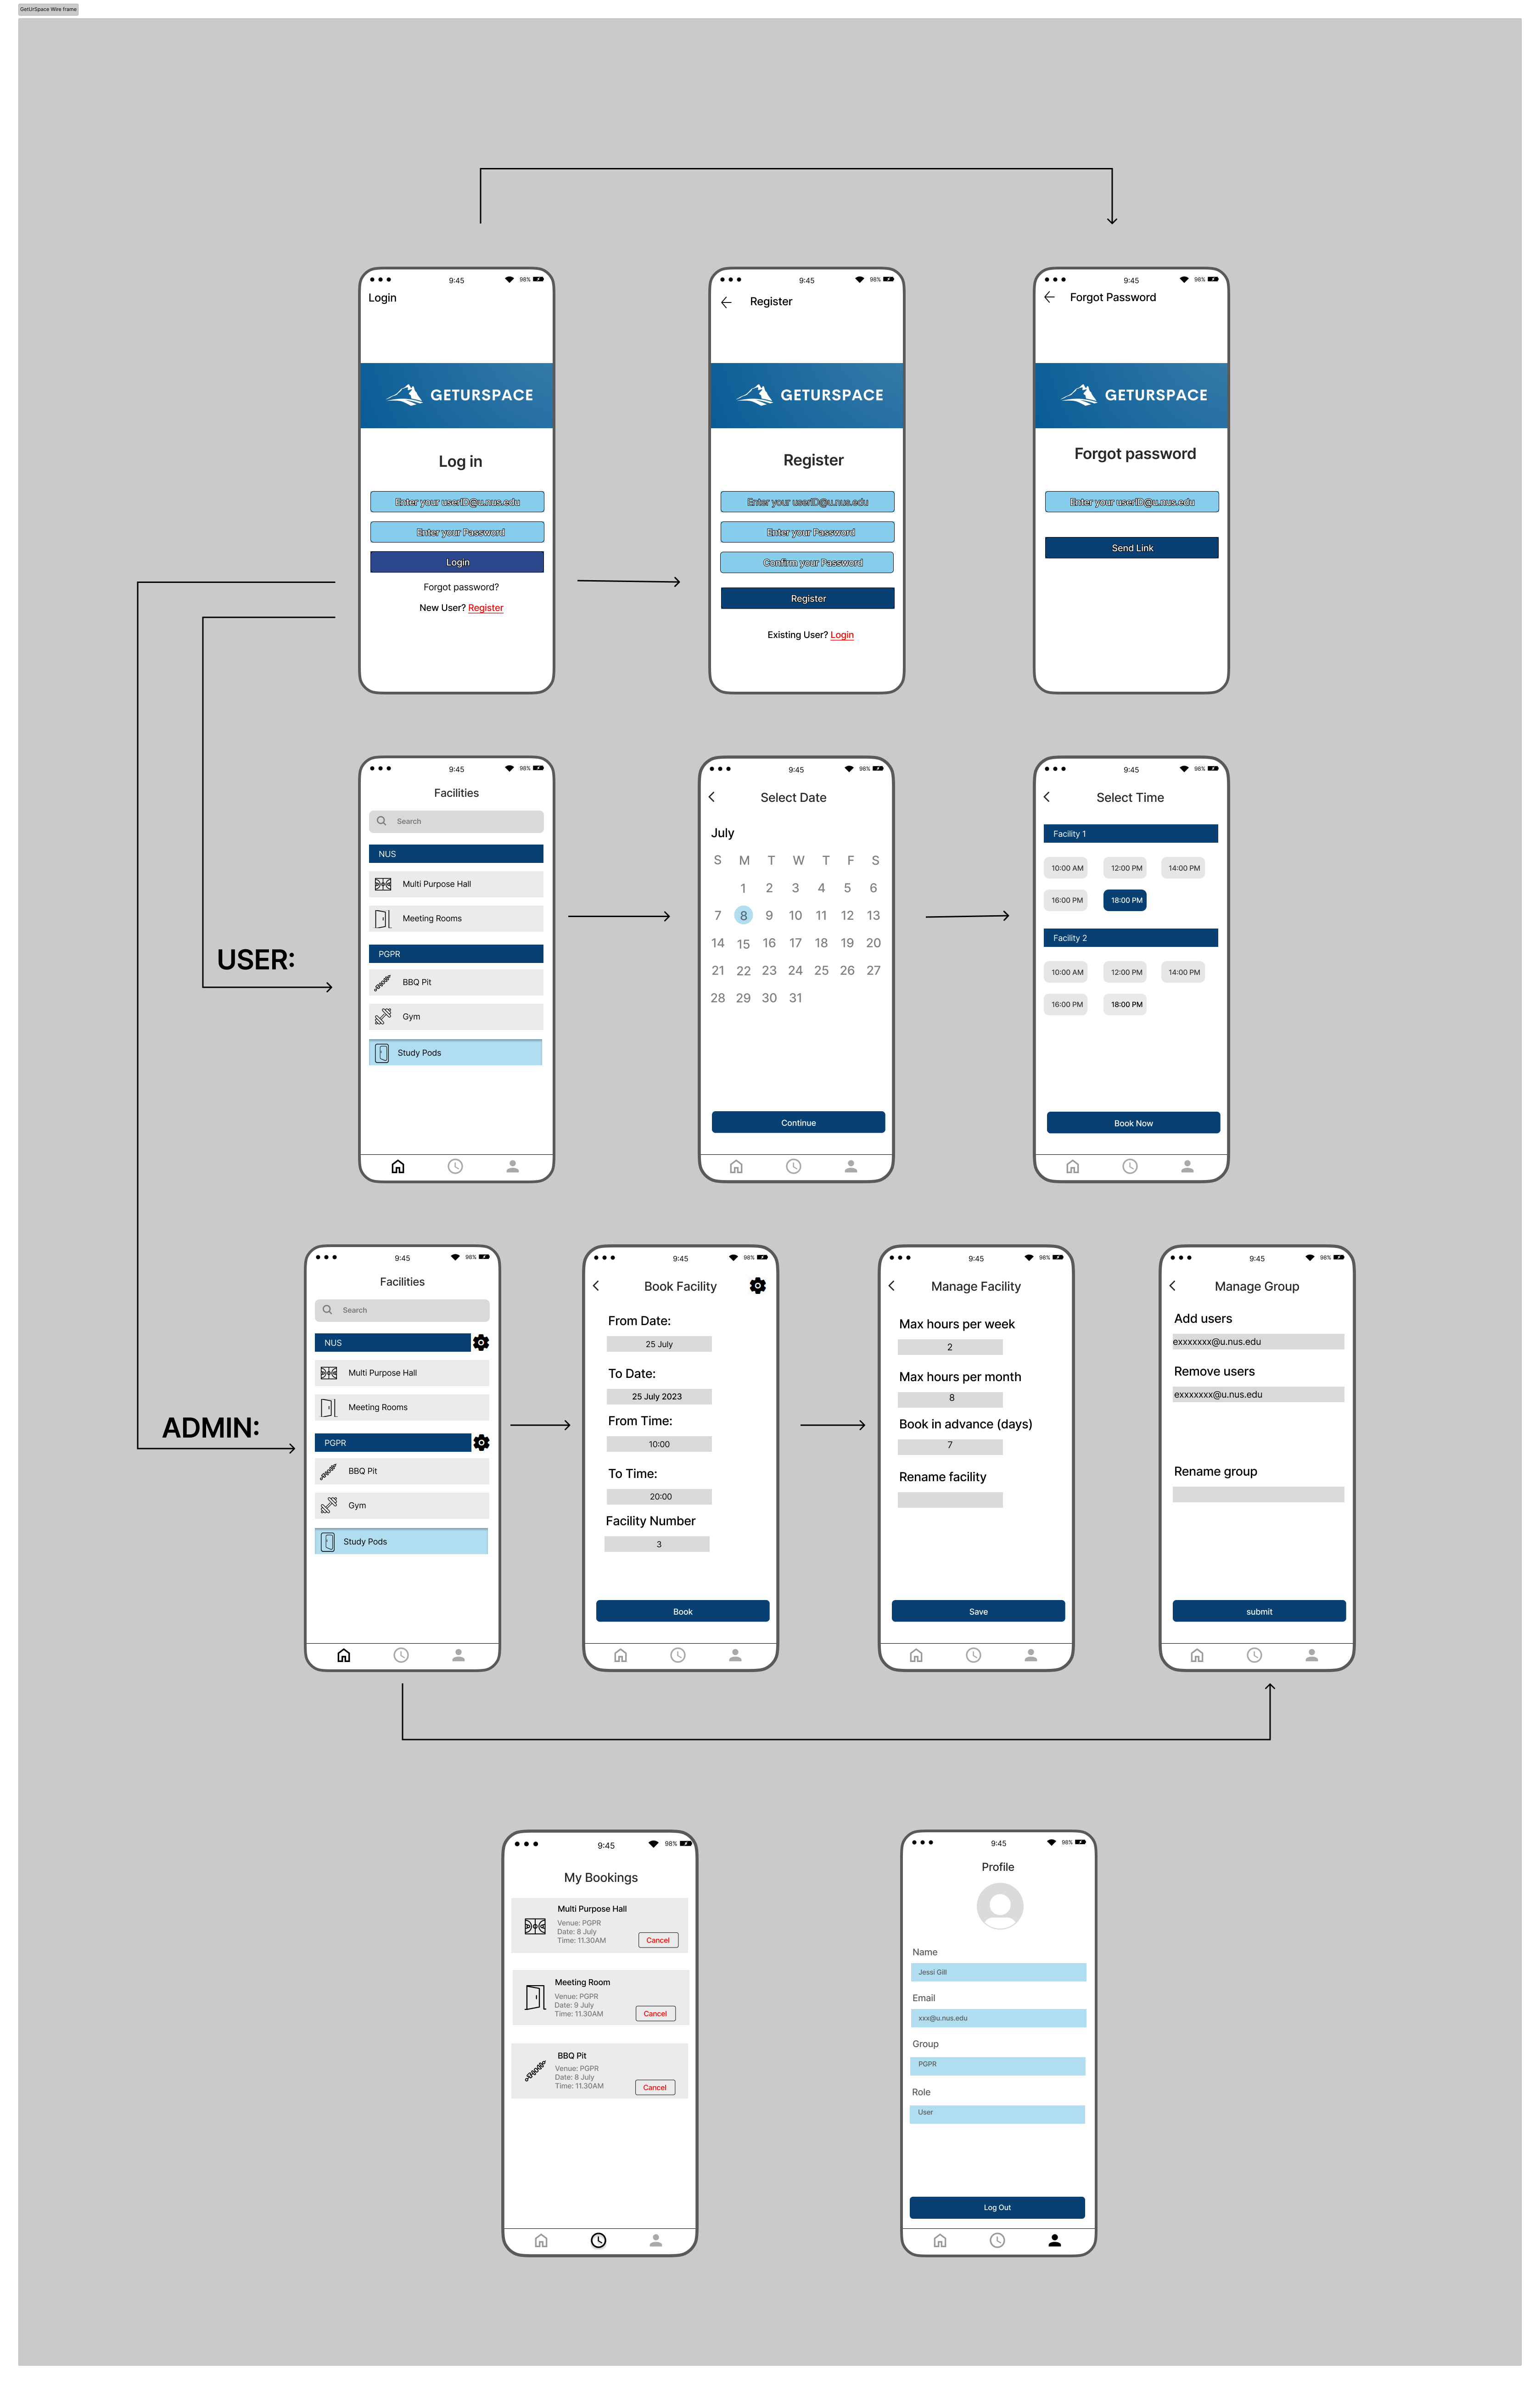 GetUrSpace Wire frame
9:45 98%
Login
GETURSPACE
Log in
Enter your userID@u.nus.edu
Enter your Password
Login
Forgot password?
New User? Register
9:45 98%
Register
GETURSPACE
Register
Enter your userID@u.nus.edu
Enter your Password
Confirm your Password
Register
Existing User? Login
9:45 98%
Forgot Password
GETURSPACE
Forgot password
Enter your userID@u.nus.edu
Send Link
USER:
9:45 98%
Facilities
Search
NUS
Multi Purpose Hall
Meeting Rooms
PGPR
BBQ Pit
Gym
Study Pods
9:45 98%
Select Date
July
S M T W T F S
1 2 3 4 5 6
7 8 9 10 11 12 13
14 15 16 17 18 19 20
21 22 23 24 25 26 27
28 29 30 31
Continue
9:45 98%
Select Time
Facility 1
10:00 AM 12:00 PM 14:00 PM
16:00 PM 18:00 PM
Facility 2
10:00 AM 12:00 PM 14:00 PM
16:00 PM 18:00 PM
Book Now
ADMIN:
9:45 98%
Facilities
Search
NUS
Multi Purpose Hall
Meeting Rooms
PGPR
BBQ Pit
Gym
Study Pods
9:45 98%
Book Facility
From Date:
25 July
To Date:
25 July 2023
From Time:
10:00
To Time:
20:00
Facility Number
3
Book
9:45 98%
Manage Facility
Max hours per week
2
Max hours per month
8
Book in advance (days)
7
Rename facility
Save
9:45 98%
Manage Group
Add users
exxxxxxx@u.nus.edu
Remove users
exxxxxxx@u.nus.edu
Rename group
submit
9:45 98%
My Bookings
Multi Purpose Hall
Venue: PGPR
Date: 8 July
Time: 11.30AM
Cancel
Meeting Room
Venue: PGPR
Date: 9 July
Time: 11.30AM
Cancel
BBQ Pit
Venue: PGPR
Date: 8 July
Time: 11.30AM
Cancel
9:45 98%
Profile
Name
Jessi Gill
Email
xxx@u.nus.edu
Group
PGPR
Role
User
Log Out